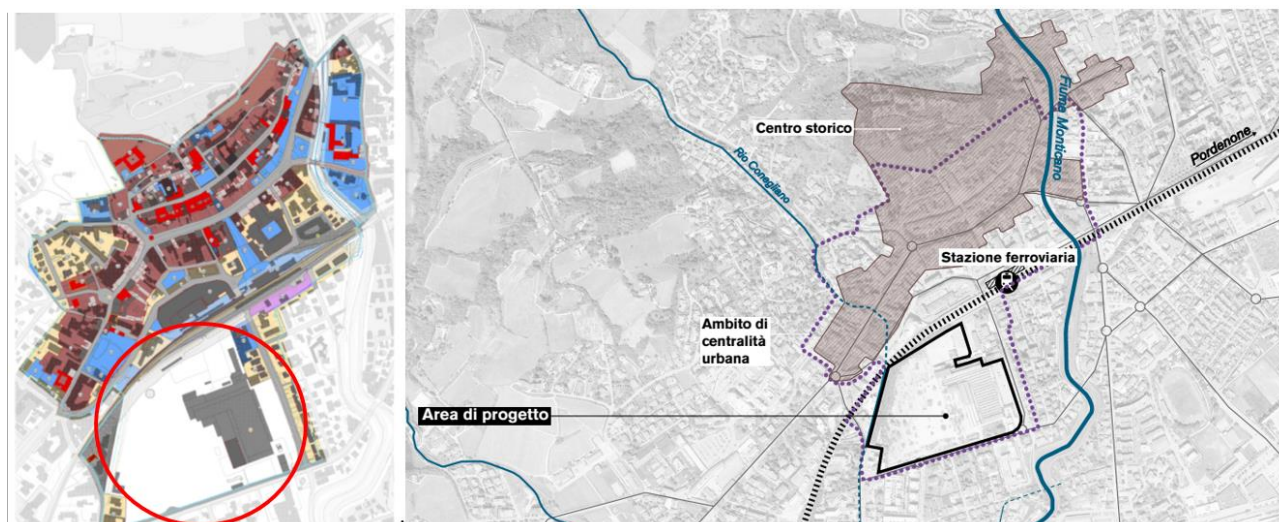 Centro storico
Fiume Monticano
Pordenone
Rio Conegliano
Stazione ferroviaria
Ambito di
centralità
urbana
Area di progetto